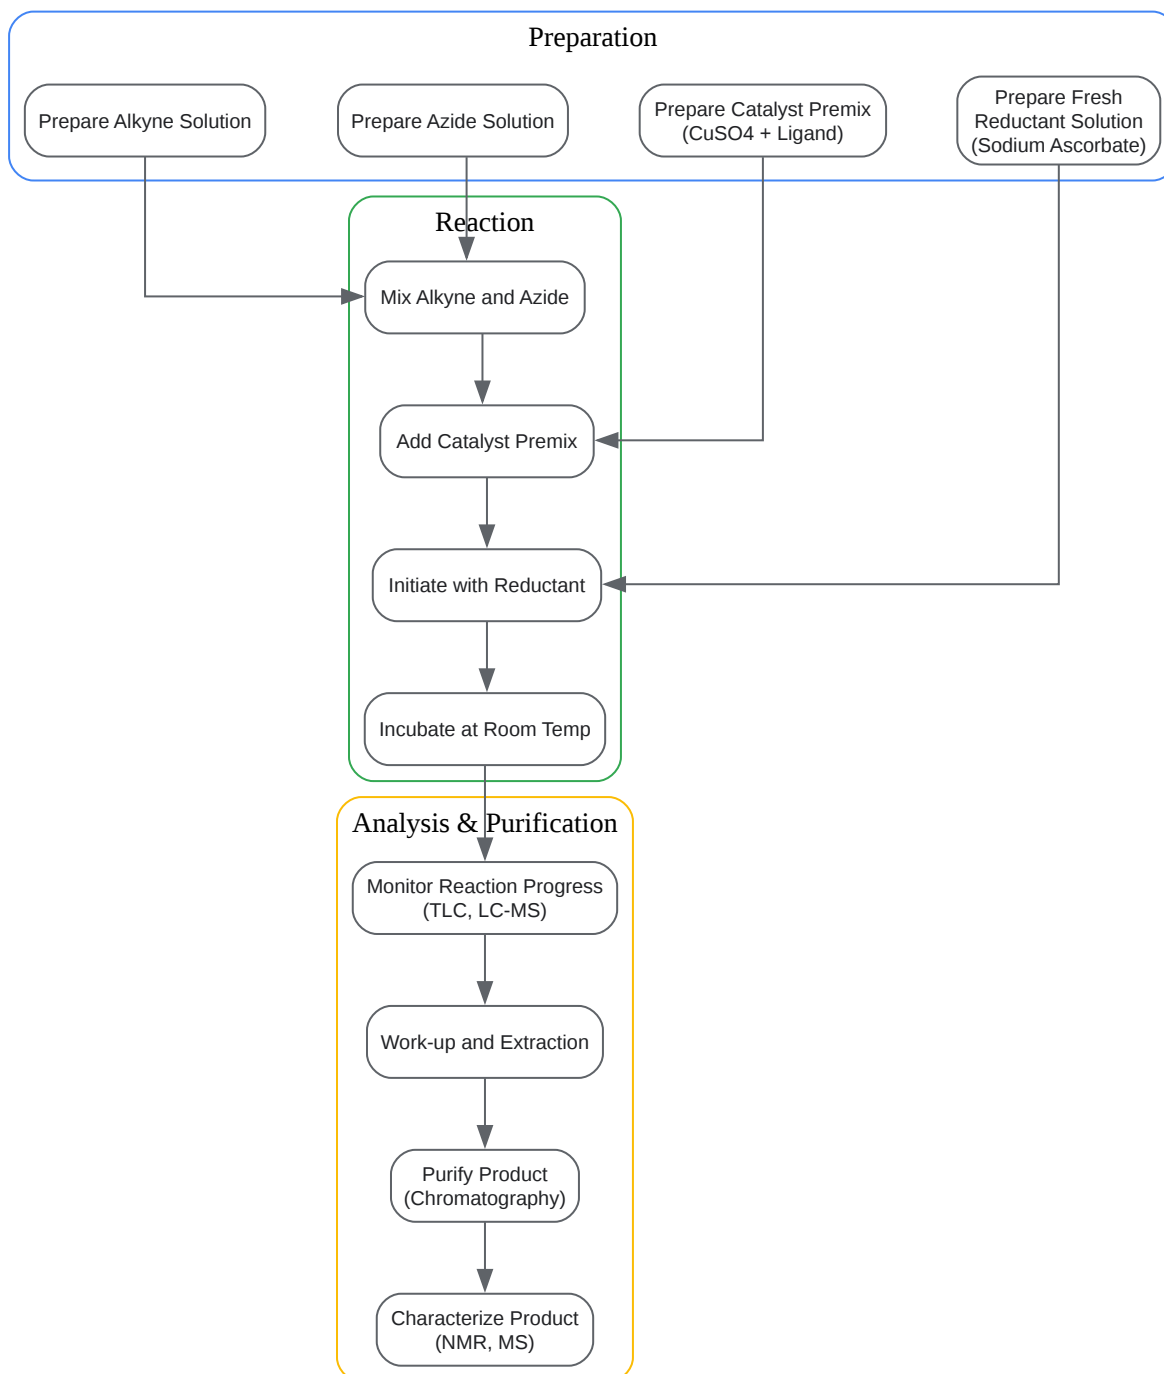 Preparation
Prepare Alkyne Solution
Prepare Azide Solution
Prepare Catalyst Premix
(CuSO4 + Ligand)
Prepare Fresh
Reductant Solution
(Sodium Ascorbate)
Reaction
Mix Alkyne and Azide
Add Catalyst Premix
Initiate with Reductant
Incubate at Room Temp
Analysis & Purification
Monitor Reaction Progress
(TLC, LC-MS)
Work-up and Extraction
Purify Product
(Chromatography)
Characterize Product
(NMR, MS)